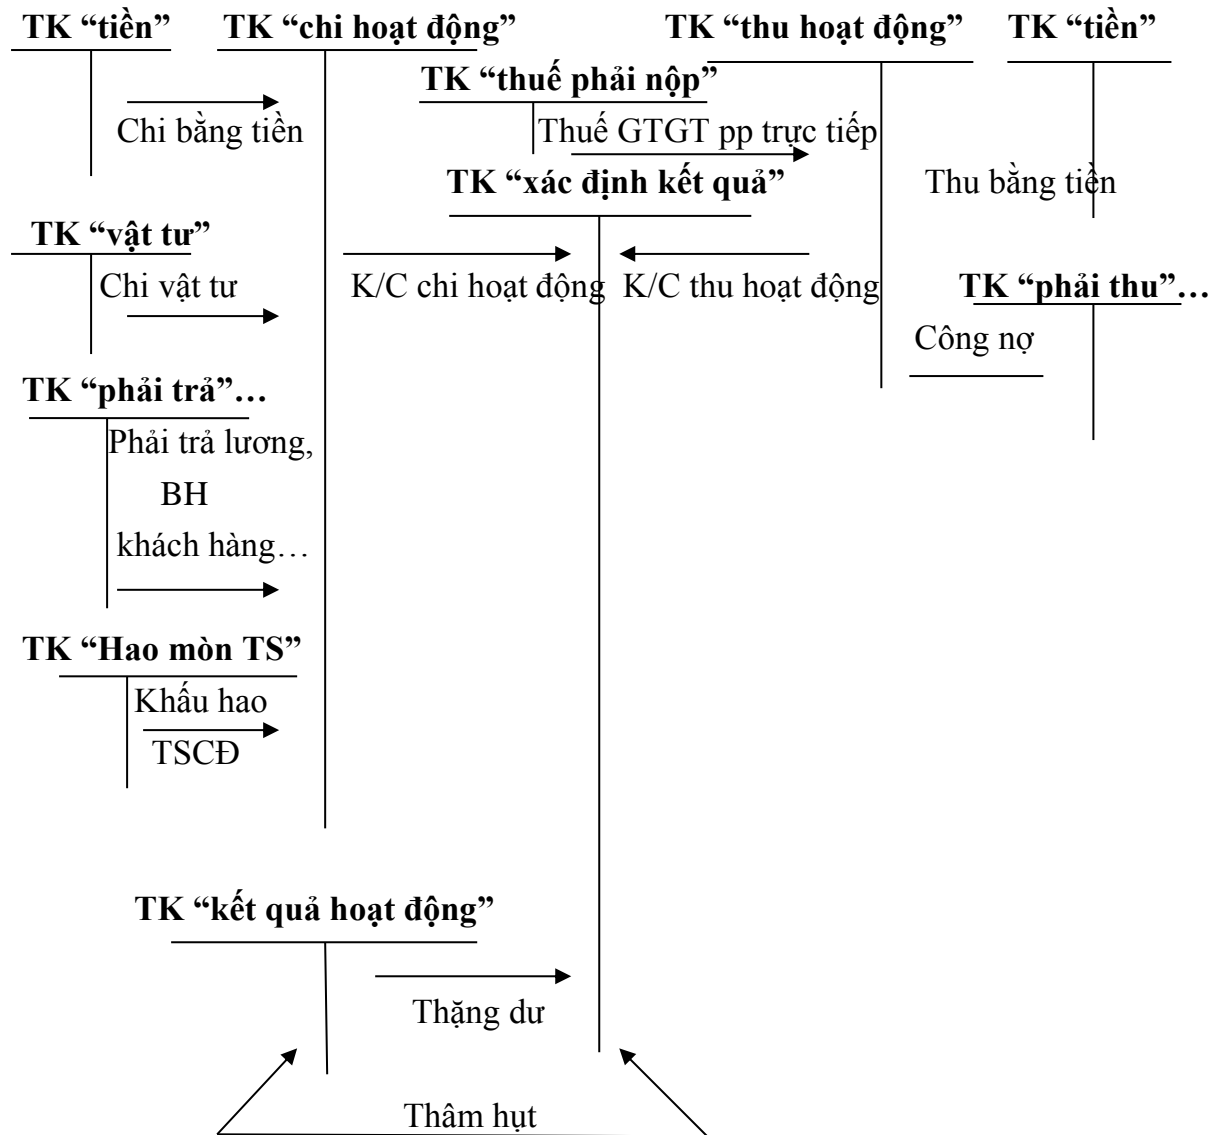 TK “tiền” TK “chi hoạt động” TK “thu hoạt động” TK “tiền”
TK “thuế phải nộp”
Chi bằng tiền Thuế GTGT pp trực tiếp
TK “xác định kết quả” Thu bằng tiền
TK “vật tư”
Chi vật tư K/C chi hoạt động K/C thu hoạt động TK “phải thu”…
Công nợ
TK “phải trả”…
Phải trả lương,
BH
khách hàng…
TK “Hao mòn TS”
Khấu hao
TSCĐ
TK “kết quả hoạt động”
Thặng dư
Thâm hụt